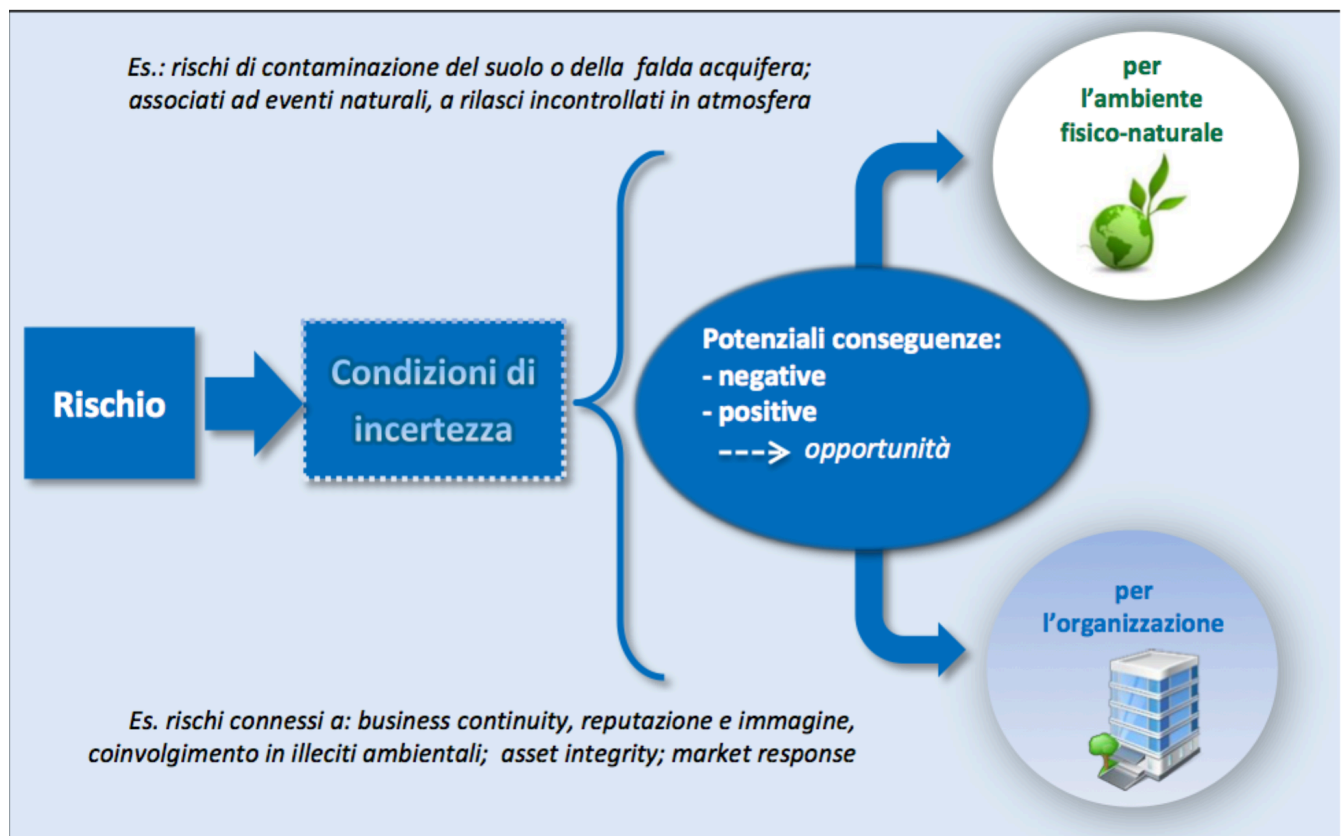 Es.: rischi di contaminazione del suolo o della falda acquifera;
associati ad eventi naturali, a rilasci incontrollati in atmosfera
per
l'ambiente
fisico-naturale
Rischio
Condizioni di
incertezza
Potenziali conseguenze:
- negative
- positive
opportunità
per
l'organizzazione
Es. rischi connessi a: business continuity, reputazione e immagine,
coinvolgimento in illeciti ambientali; asset integrity; market response